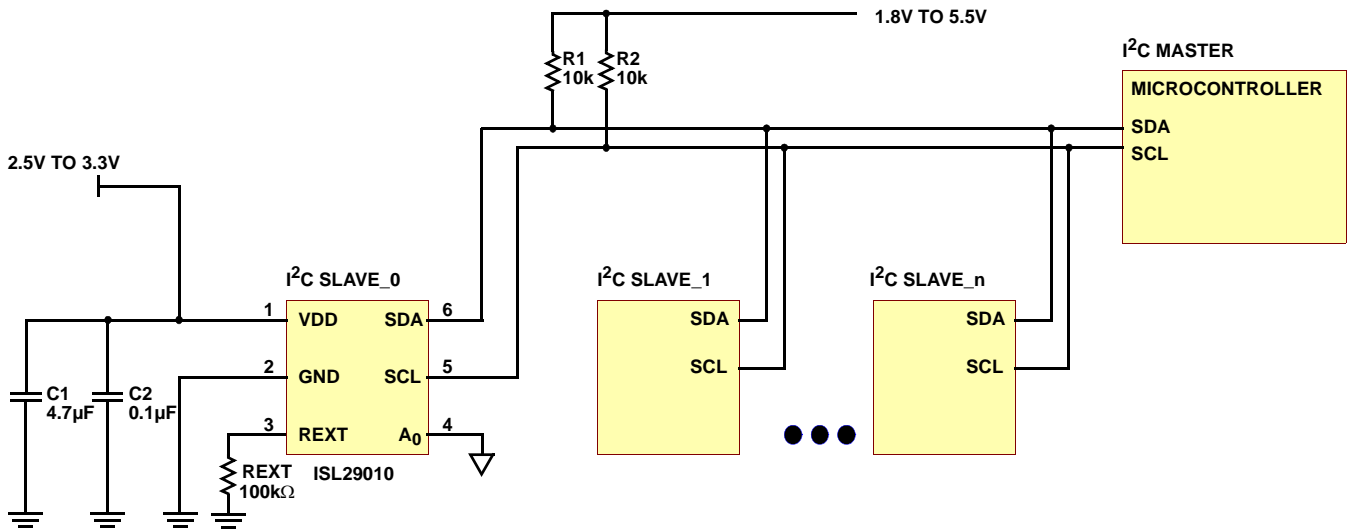 1.8V TO 5.5V
R1
10k
R2
10k
I²C MASTER
MICROCONTROLLER
SDA
SCL
2.5V TO 3.3V
I²C SLAVE_0
1
VDD
SDA
6
2
GND
SCL
5
3
REXT
A₀
4
ISL29010
C1
4.7µF
C2
0.1µF
REXT
100kΩ
I²C SLAVE_1
SDA
SCL
I²C SLAVE_n
SDA
SCL